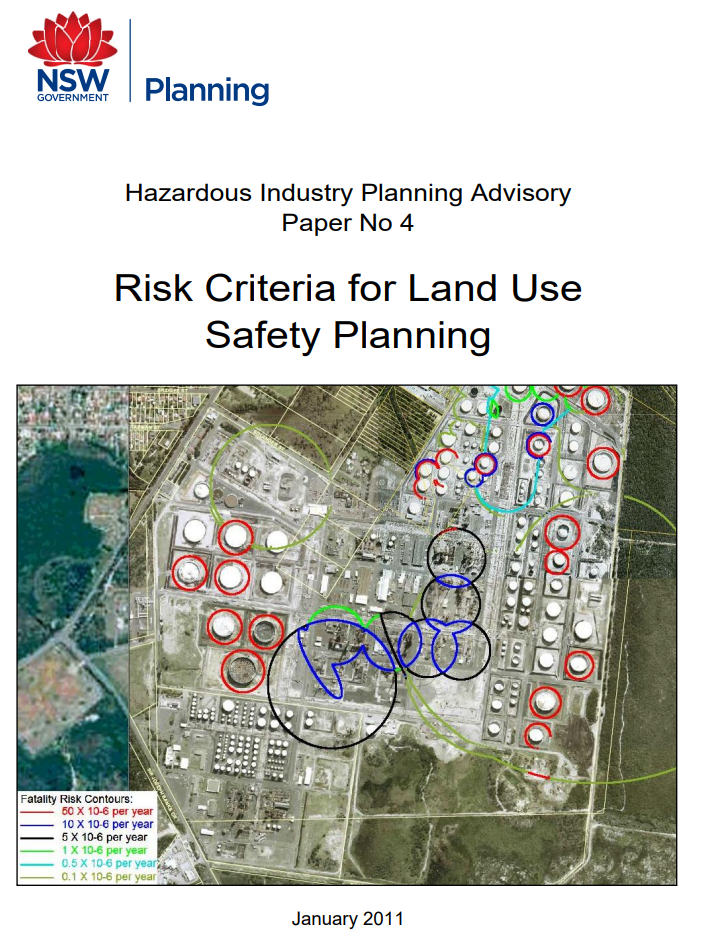 NSW
GOVERNMENT
Planning
Hazardous Industry Planning Advisory
Paper No 4
Risk Criteria for Land Use
Safety Planning
Fatality Risk Contours:
50 X 10-6 per year
10 X 10-6 per year
5 X 10-6 per year
1 X 10-6 per year
0.5 X 10-6 per year
0.1 X 10-6 per year
January 2011